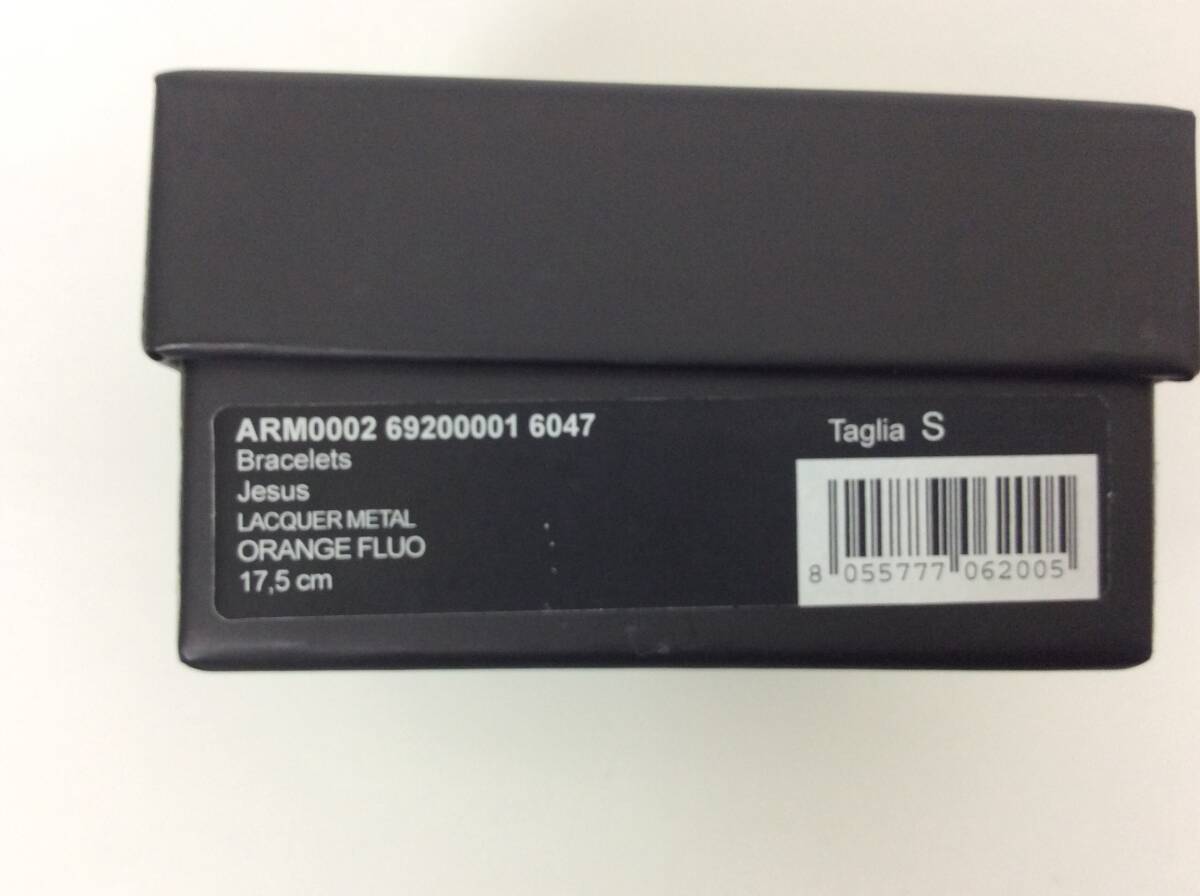 ARM0002 69200001 6047
Bracelets
Jesus
LACQUER METAL
ORANGE FLUO
17,5 cm
Taglia S
8 055777 062005